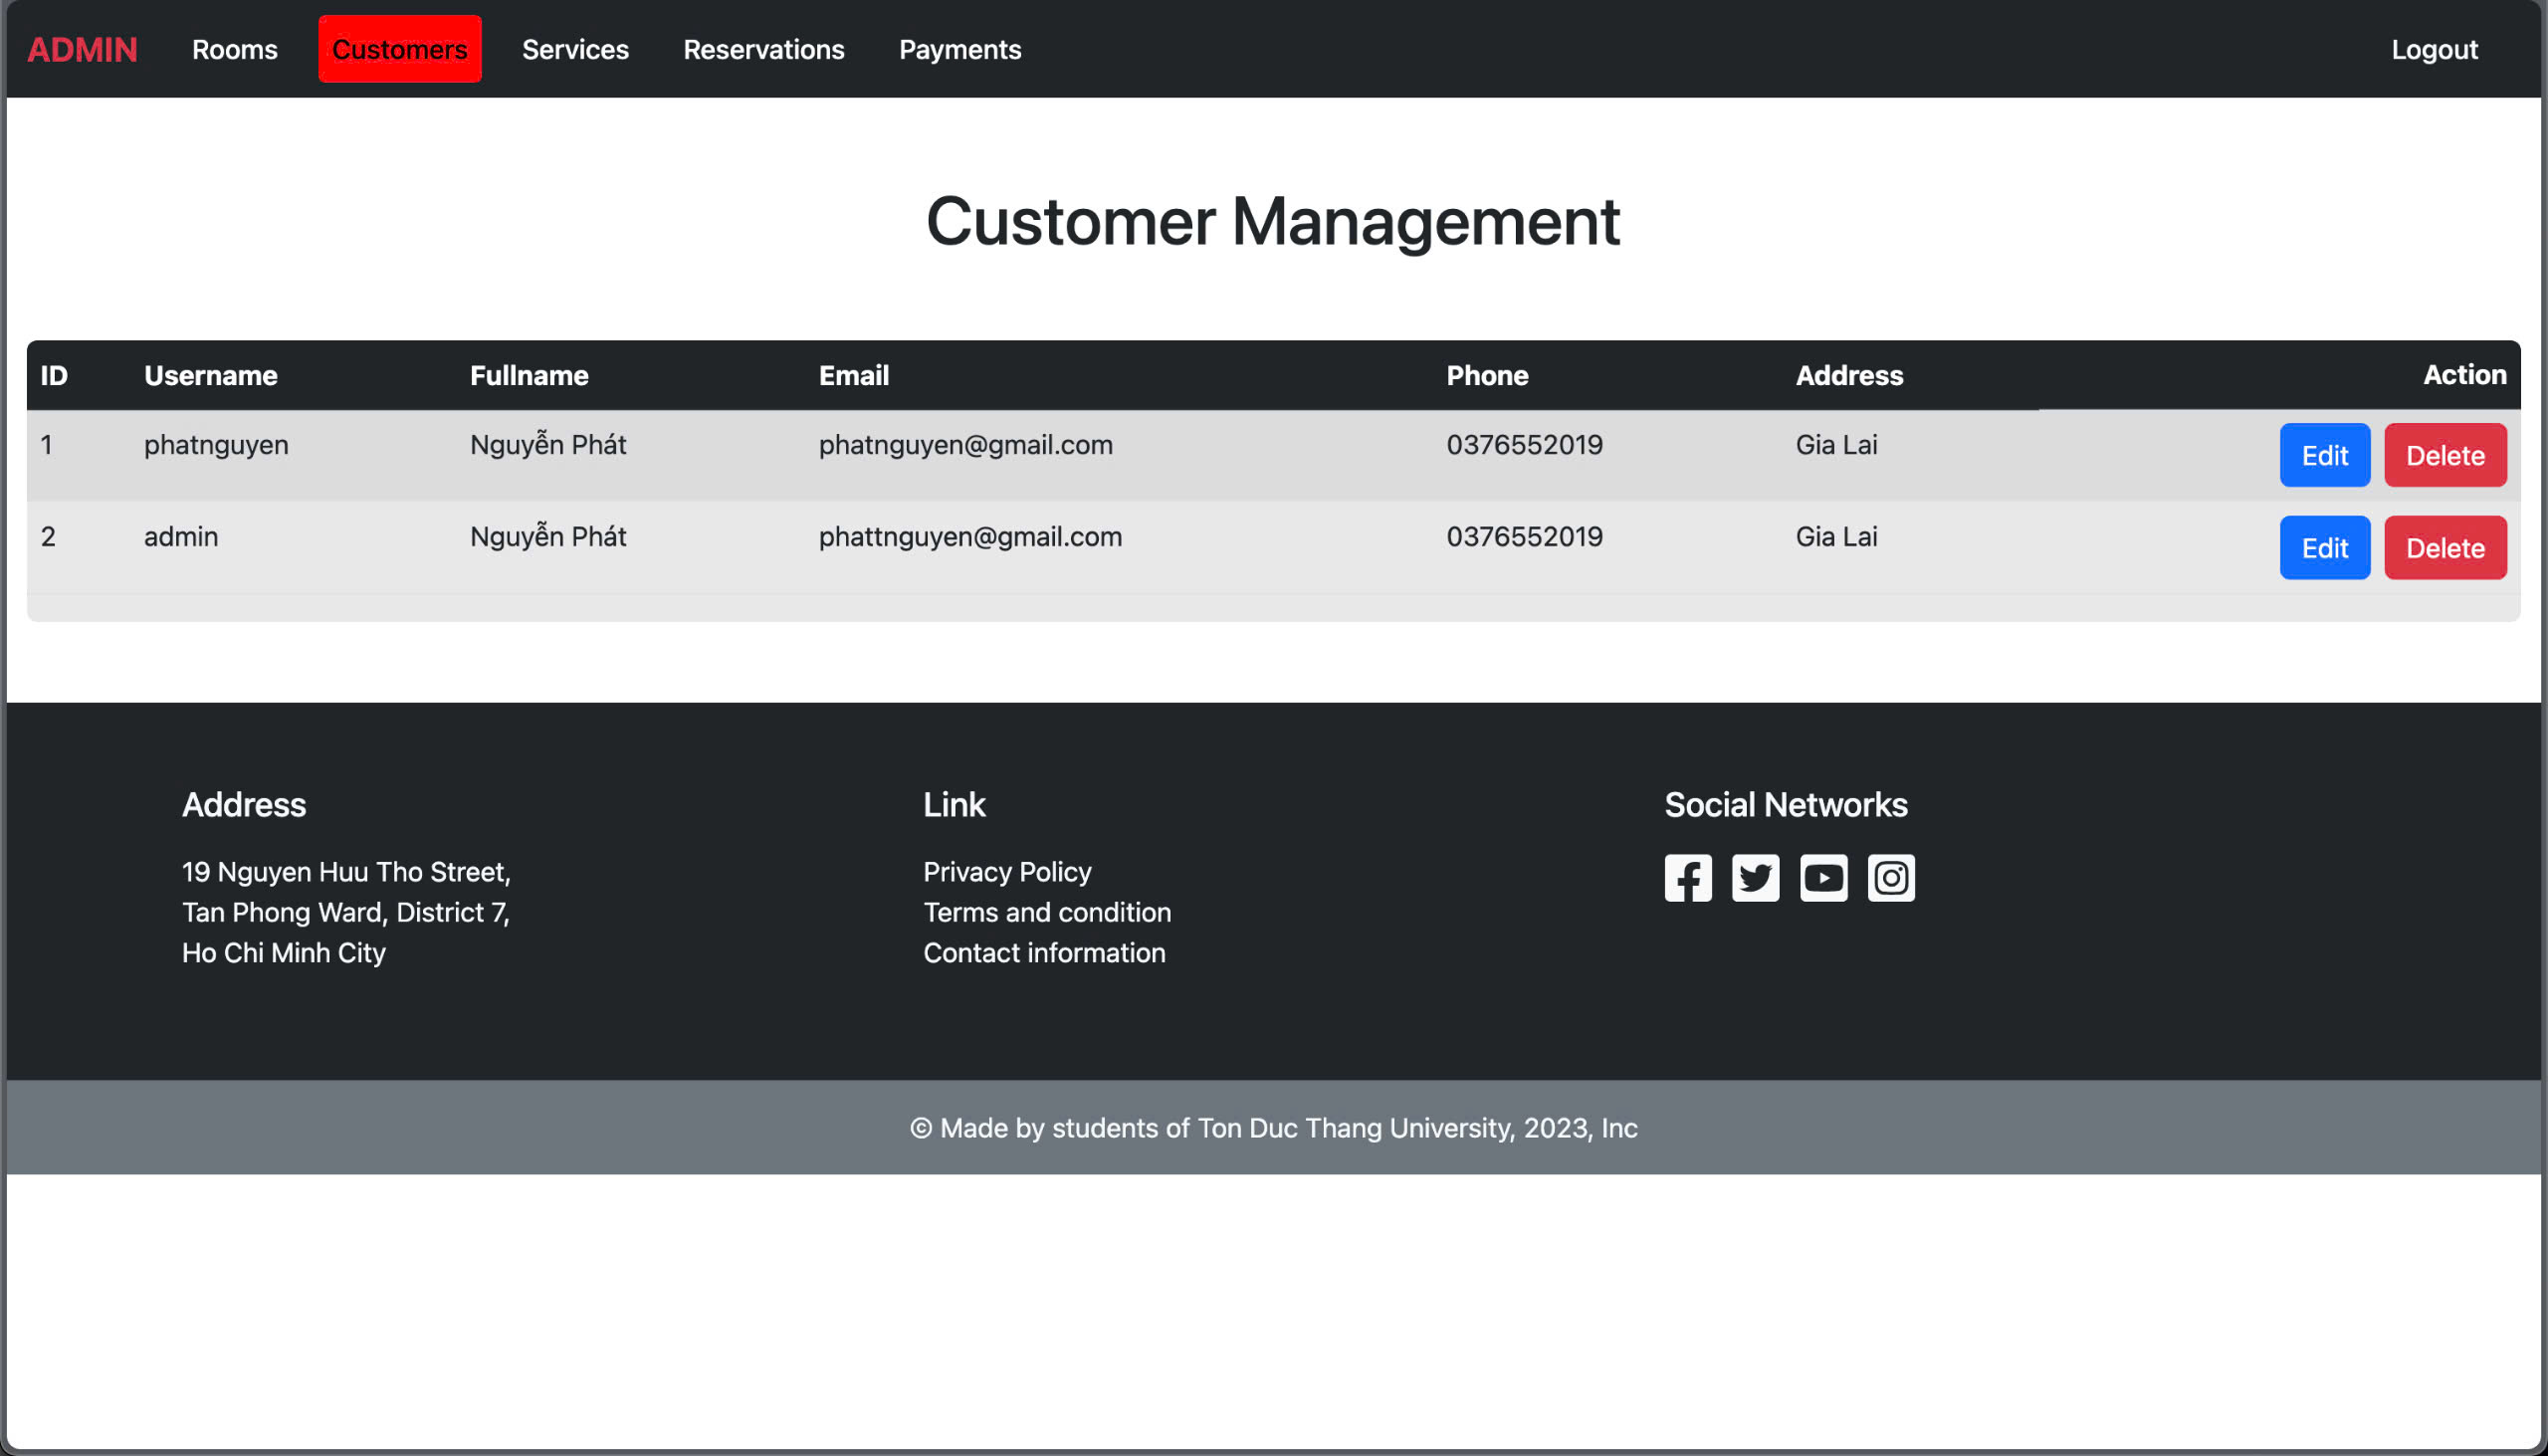 ADMIN Rooms Customers Services Reservations Payments Logout
Customer Management
ID Username Fullname Email Phone Address Action
1 phatnguyen Nguyễn Phát phatnguyen@gmail.com 0376552019 Gia Lai Edit Delete
2 admin Nguyễn Phát phattnguyen@gmail.com 0376552019 Gia Lai Edit Delete
Address
19 Nguyen Huu Tho Street,
Tan Phong Ward, District 7,
Ho Chi Minh City
Link
Privacy Policy
Terms and condition
Contact information
Social Networks
© Made by students of Ton Duc Thang University, 2023, Inc